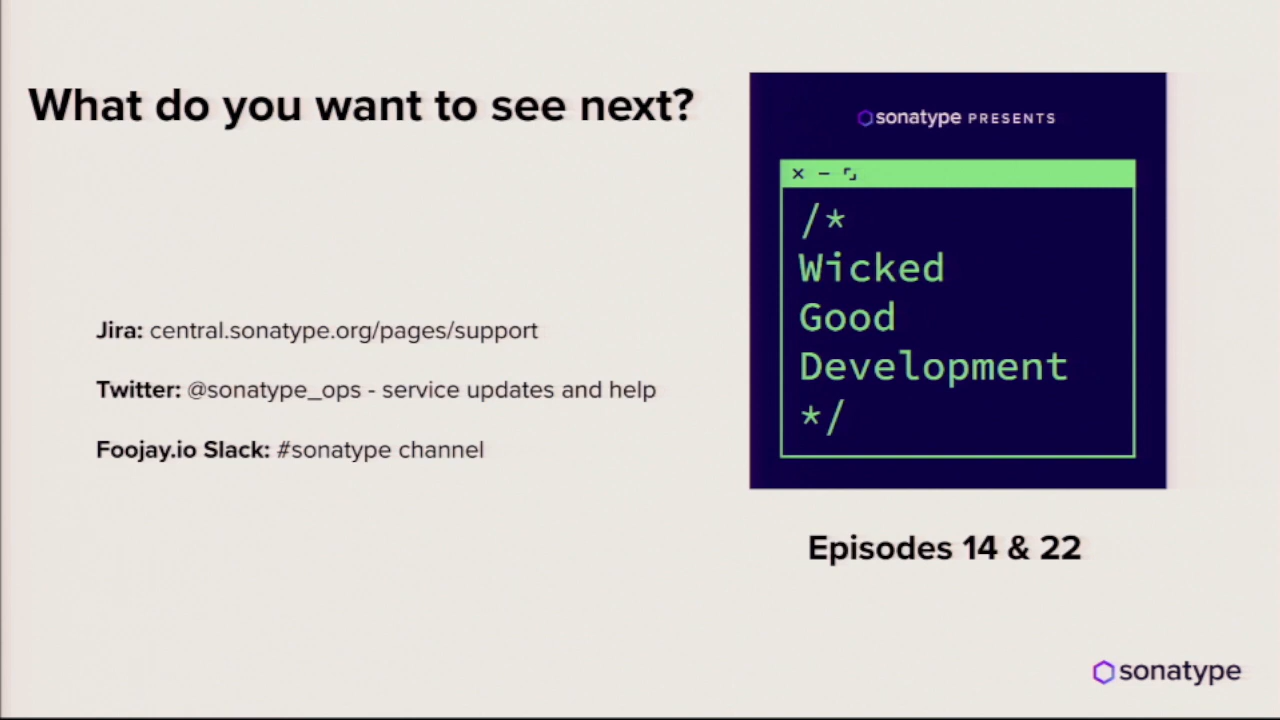 What do you want to see next?
Jira: central.sonatype.org/pages/support
Twitter: @sonatype_ops - service updates and help
Foojay.io Slack: #sonatype channel
sonatype PRESENTS
/*
Wicked
Good
Development
*/
Episodes 14 & 22
sonatype